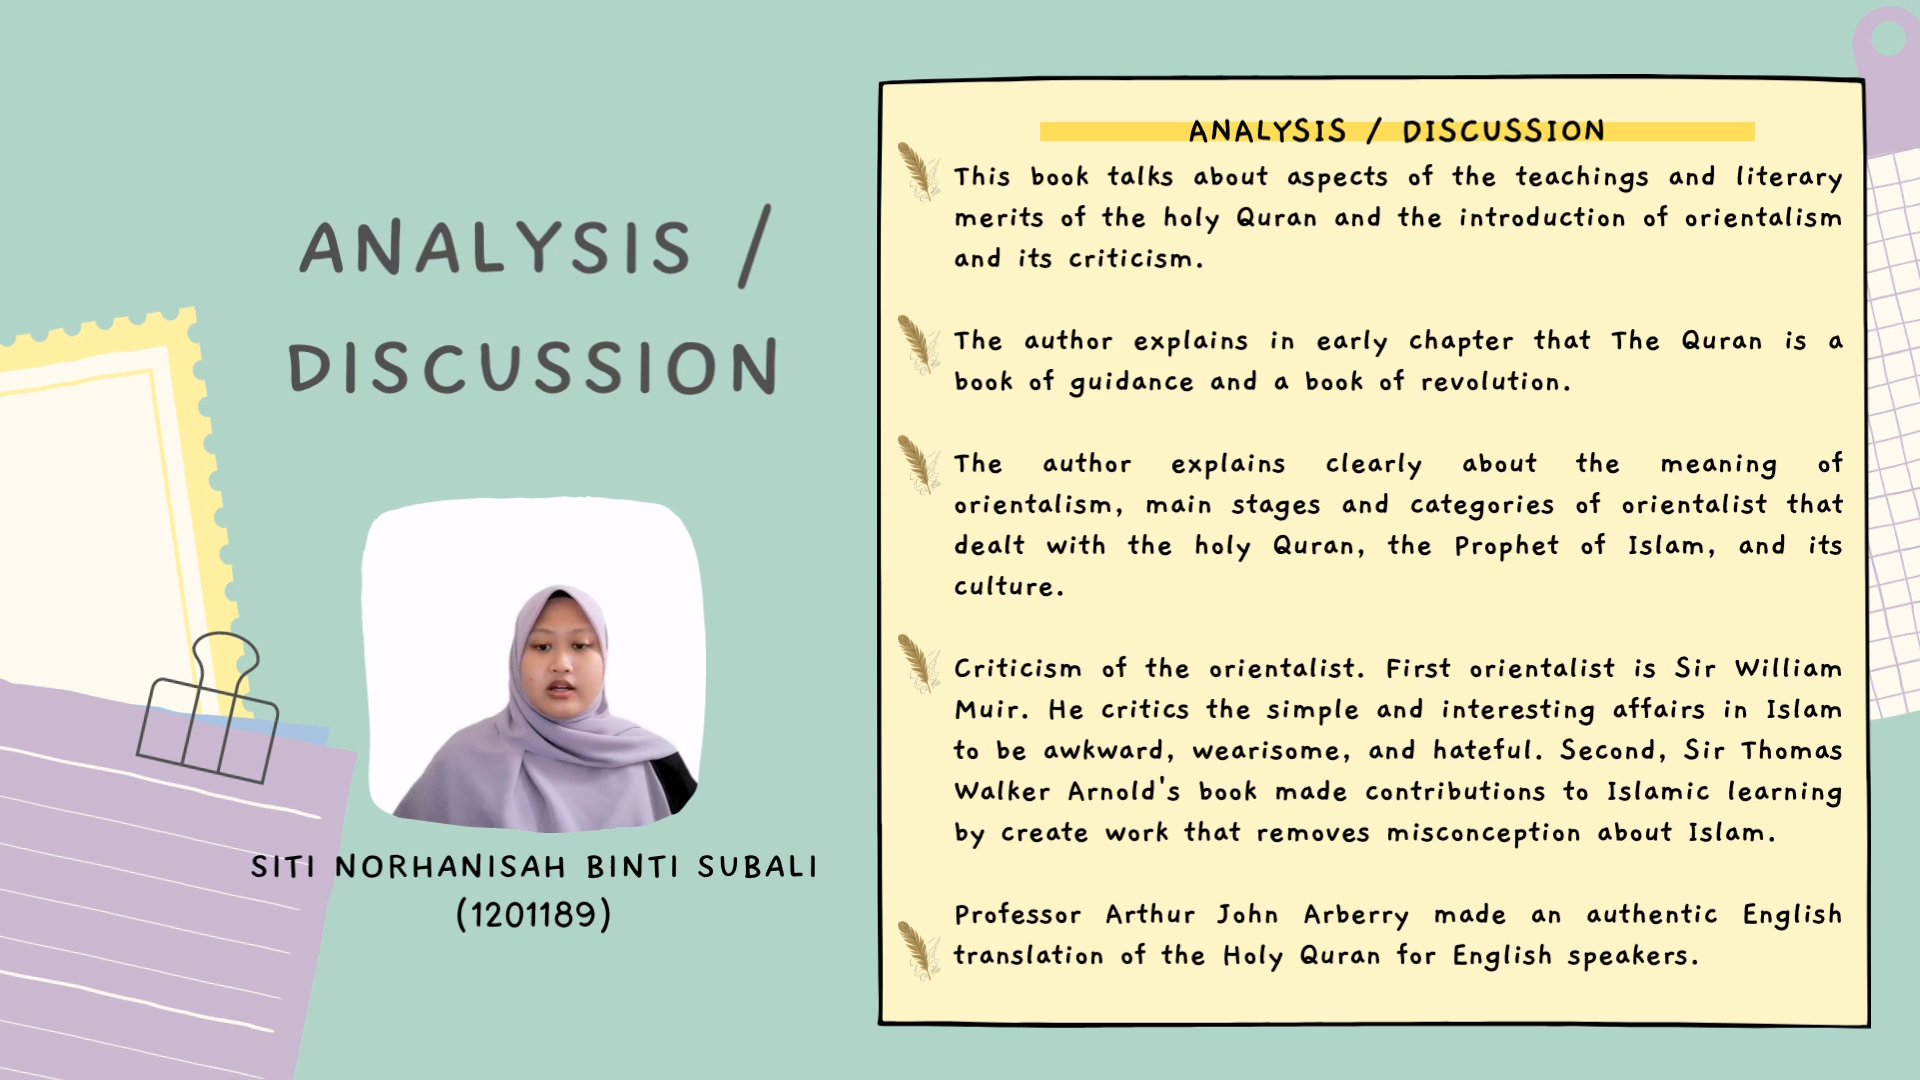 ANALYSIS /
DISCUSSION
SITI NORHANISAH BINTI SUBALI
(1201189)
ANALYSIS / DISCUSSION
This book talks about aspects of the teachings and literary
merits of the holy Quran and the introduction of orientalism
and its criticism.
The author explains in early chapter that The Quran is a
book of guidance and a book of revolution.
The author explains clearly about the meaning of
orientalism, main stages and categories of orientalist that
dealt with the holy Quran, the Prophet of Islam, and its
culture.
Criticism of the orientalist. First orientalist is Sir William
Muir. He critics the simple and interesting affairs in Islam
to be awkward, wearisome, and hateful. Second, Sir Thomas
Walker Arnold's book made contributions to Islamic learning
by create work that removes misconception about Islam.
Professor Arthur John Arberry made an authentic English
translation of the Holy Quran for English speakers.